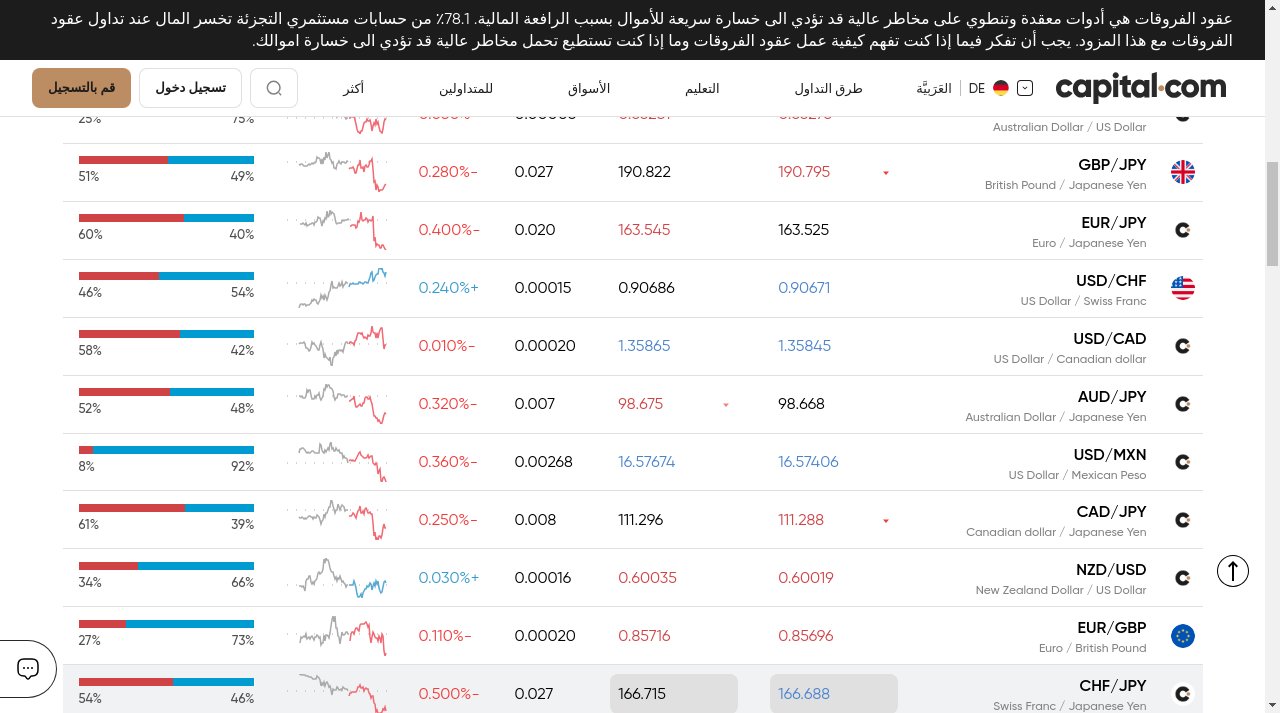 عقود الفروقات هي أدوات معقدة وتنطوي على مخاطر عالية قد تؤدي الى خسارة سريعة للأموال بسبب الرافعة المالية. 78.1٪ من حسابات مستثمري التجزئة تخسر المال عند تداول عقود
الفروقات مع هذا المزود. يجب أن تفكر فيما إذا كنت تفهم كيفية عمل عقود الفروقات وما إذا كنت تستطيع تحمل مخاطر عالية قد تؤدي الى خسارة اموالك.
capital.com DE العَرَبيَّة طرق التداول التعليم الأسواق للمتداولين أكثر تسجيل دخول قم بالتسجيل
Australian Dollar / US Dollar 75% 25%
GBP/JPY
British Pound / Japanese Yen
190.795 190.822 0.027 0.280%- 49% 51%
EUR/JPY
Euro / Japanese Yen
163.525 163.545 0.020 0.400%- 40% 60%
USD/CHF
US Dollar / Swiss Franc
0.90671 0.90686 0.00015 0.240%+ 54% 46%
USD/CAD
US Dollar / Canadian dollar
1.35845 1.35865 0.00020 0.010%- 42% 58%
AUD/JPY
Australian Dollar / Japanese Yen
98.668 98.675 0.007 0.320%- 48% 52%
USD/MXN
US Dollar / Mexican Peso
16.57406 16.57674 0.00268 0.360%- 92% 8%
CAD/JPY
Canadian dollar / Japanese Yen
111.288 111.296 0.008 0.250%- 39% 61%
NZD/USD
New Zealand Dollar / US Dollar
0.60019 0.60035 0.00016 0.030%+ 66% 34%
EUR/GBP
Euro / British Pound
0.85696 0.85716 0.00020 0.110%- 73% 27%
CHF/JPY
Swiss Franc / Japanese Yen
166.688 166.715 0.027 0.500%- 46% 54%